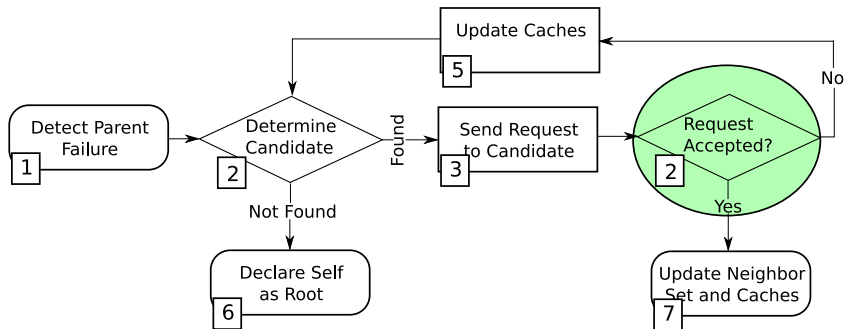 Update Caches
5
No
Detect Parent
Failure
1
Determine
Candidate
2
Found
Send Request
to Candidate
3
Request
Accepted?
2
Yes
Not Found
Declare Self
as Root
6
Update Neighbor
Set and Caches
7